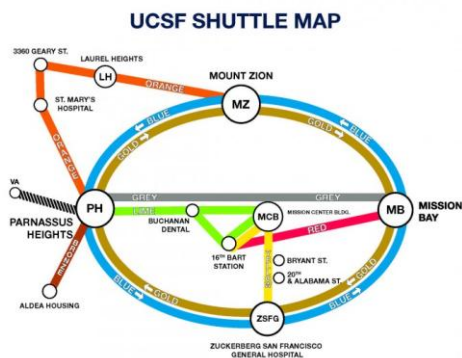 UCSF SHUTTLE MAP
3360 GEARY ST.
LAUREL HEIGHTS
LH
ORANGE
MOUNT ZION
MZ
ST. MARY'S
HOSPITAL
ORANGE
BLUE
GOLD
BLUE
GOLD
VA
PH
PARNASSUS
HEIGHTS
GREY
GREY
LIME
BUCHANAN
DENTAL
MCB
MISSION CENTER BLDG.
MB
MISSION
BAY
RED
16TH BART
STATION
YELLOW
BRYANT ST.
20TH
& ALABAMA ST.
BRONZE
ALDEA HOUSING
BLUE
GOLD
GOLD
BLUE
ZSFG
ZUCKERBERG SAN FRANCISCO
GENERAL HOSPITAL